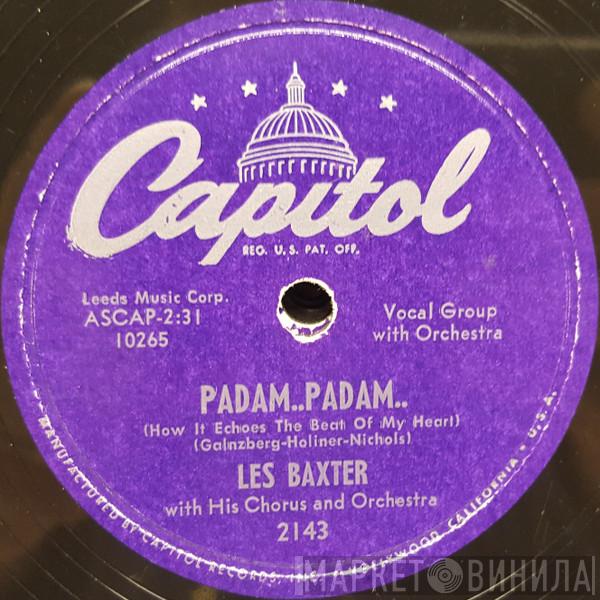 Capitol
REG. U.S. PAT. OFF.
Leeds Music Corp.
ASCAP-2:31
10265
Vocal Group
with Orchestra
PADAM..PADAM..
(How It Echoes The Beat Of My Heart)
(Galnzberg-Holiner-Nichols)
LES BAXTER
with His Chorus and Orchestra
2143
MANUFACTURED BY CAPITOL RECORDS, INC., HOLLYWOOD, CALIFORNIA - U.S.A.
МАРКЕТ ВИНИЛА